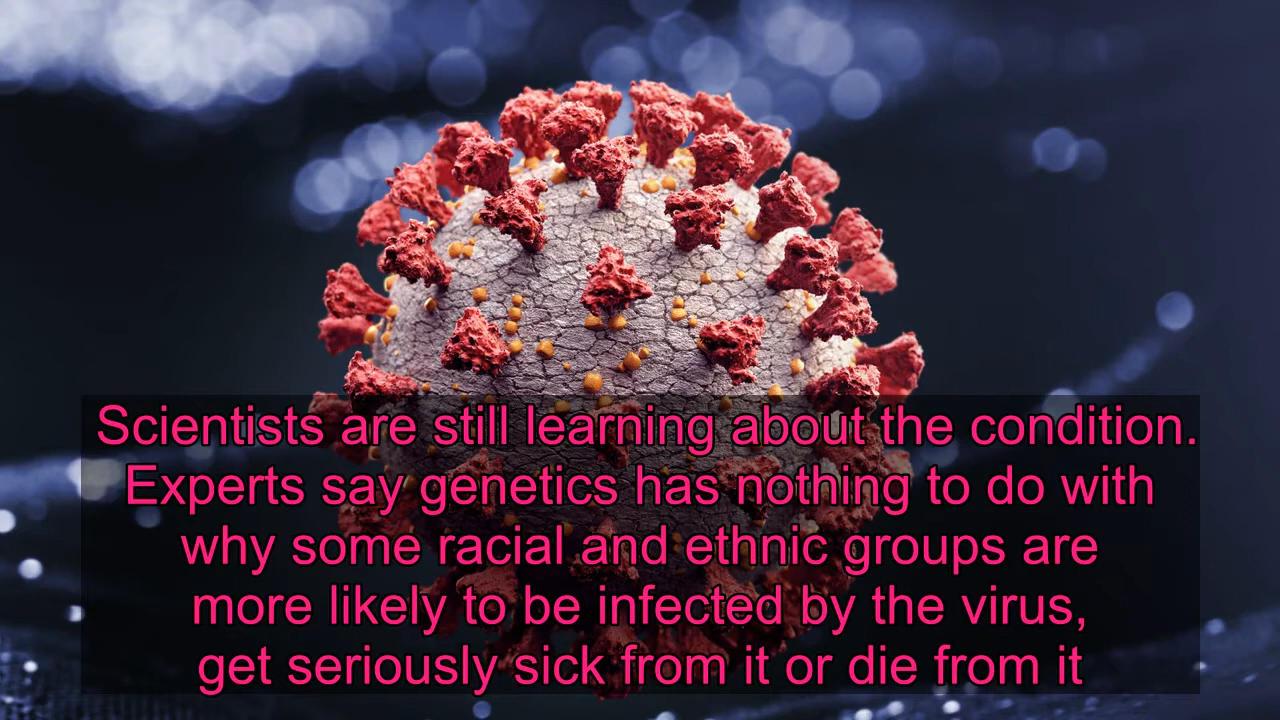 Scientists are still learning about the condition.
Experts say genetics has nothing to do with
why some racial and ethnic groups are
more likely to be infected by the virus,
get seriously sick from it or die from it